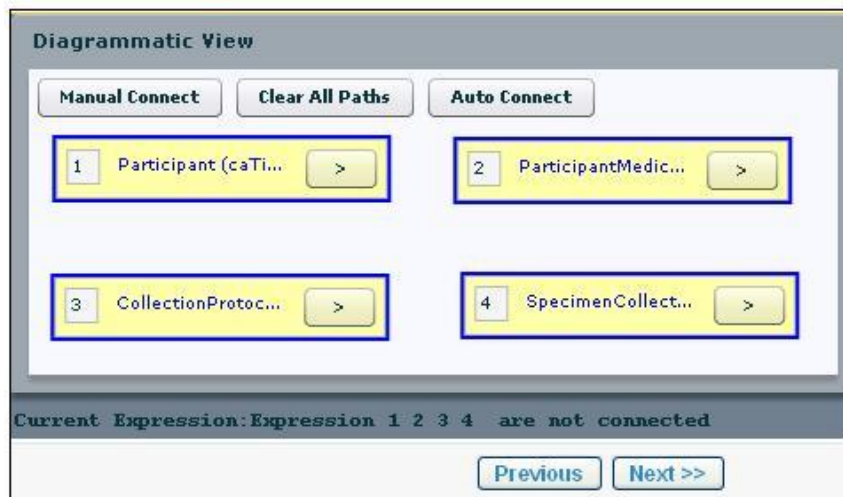 Diagrammatic View
Manual Connect Clear All Paths Auto Connect
1 Participant (caTi... > 2 ParticipantMedic... >
3 CollectionProtoc... > 4 SpecimenCollect... >
Current Expression:Expression 1 2 3 4 are not connected
Previous Next >>